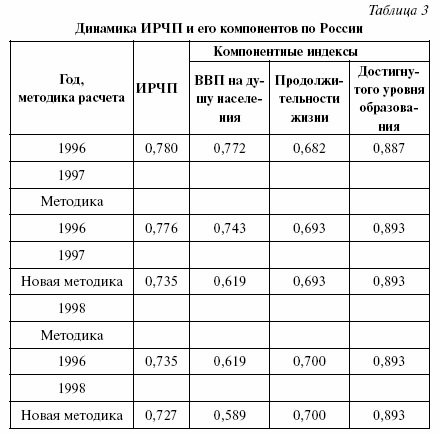 Таблица 3
Динамика ИРЧП и его компонентов по России
Год, методика расчета ИРЧП Компонентные индексы
ВВП на ду-
шу населе-
ния
Продолжи-
тельности
жизни
Достигну-
того уровня
образова-
ния
1996 0,780 0,772 0,682 0,887
1997
Методика
1996 0,776 0,743 0,693 0,893
1997
Новая методика 0,735 0,619 0,693 0,893
1998
Методика
1996 0,735 0,619 0,700 0,893
1998
Новая методика 0,727 0,589 0,700 0,893